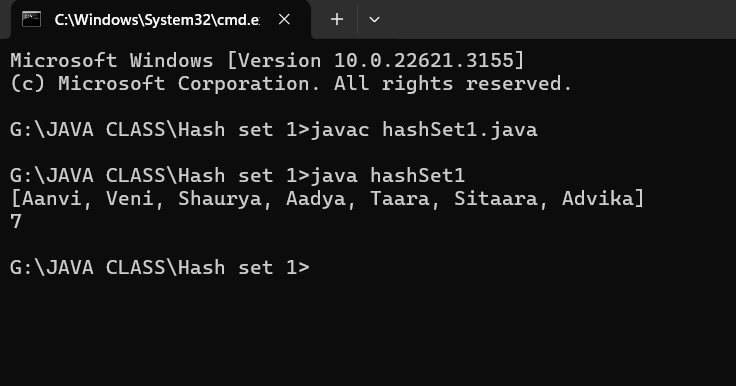 C:\Windows\System32\cmd.e
Microsoft Windows [Version 10.0.22621.3155]
(c) Microsoft Corporation. All rights reserved.
G:\JAVA CLASS\Hash set 1>javac hashSet1.java
G:\JAVA CLASS\Hash set 1>java hashSet1
[Aanvi, Veni, Shaurya, Aadya, Taara, Sitaara, Advika]
7
G:\JAVA CLASS\Hash set 1>